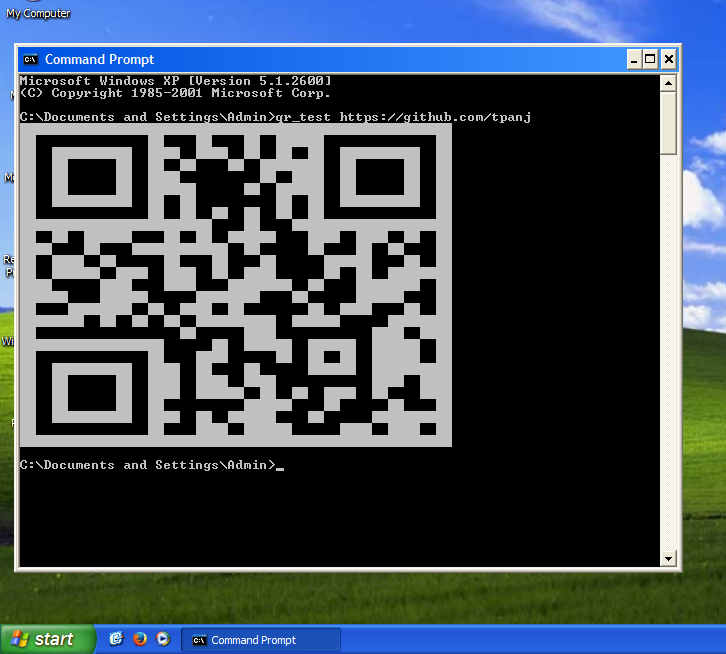 My Computer
Command Prompt
Microsoft Windows XP [Version 5.1.2600]
(C) Copyright 1985-2001 Microsoft Corp.
C:\Documents and Settings\Admin>qr_test https://github.com/tpanj
C:\Documents and Settings\Admin>_
start
Command Prompt